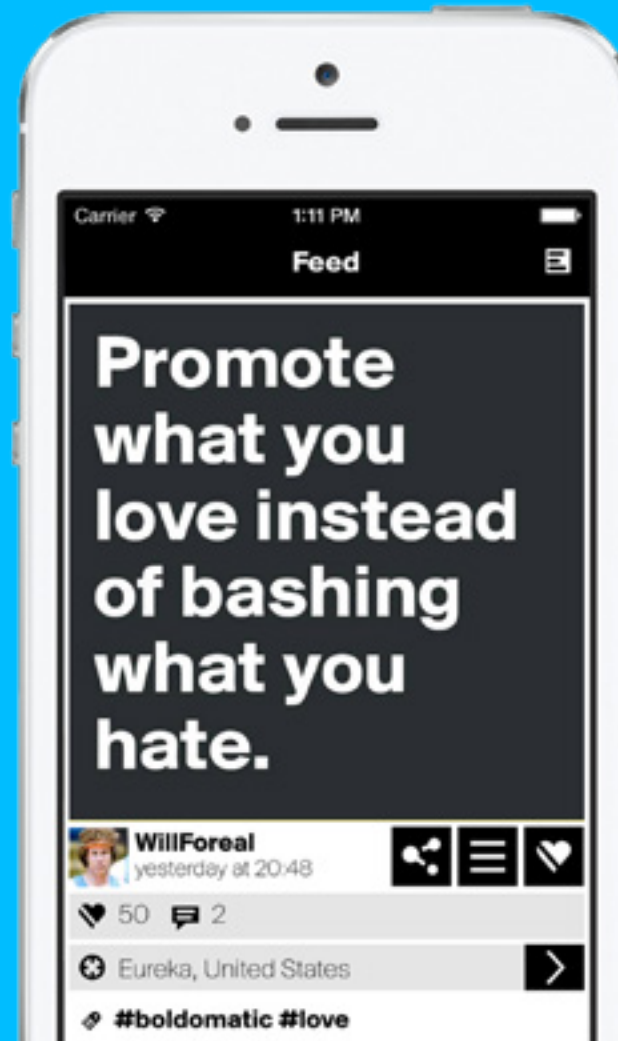 Carrier 1:11 PM
Feed
Promote
what you
love instead
of bashing
what you
hate.
WillForeal
yesterday at 20:48
50 2
Eureka, United States
#boldomatic #love